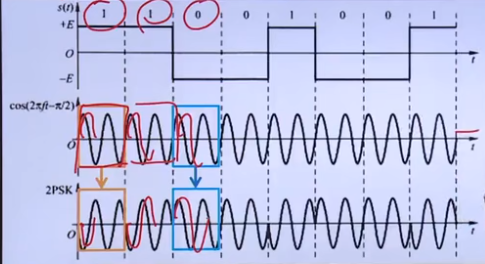 s(t)
1 1 0 0 1 0 0 1
+E
O
−E
t
cos(2πft−π/2)
O
t
2PSK
O
t